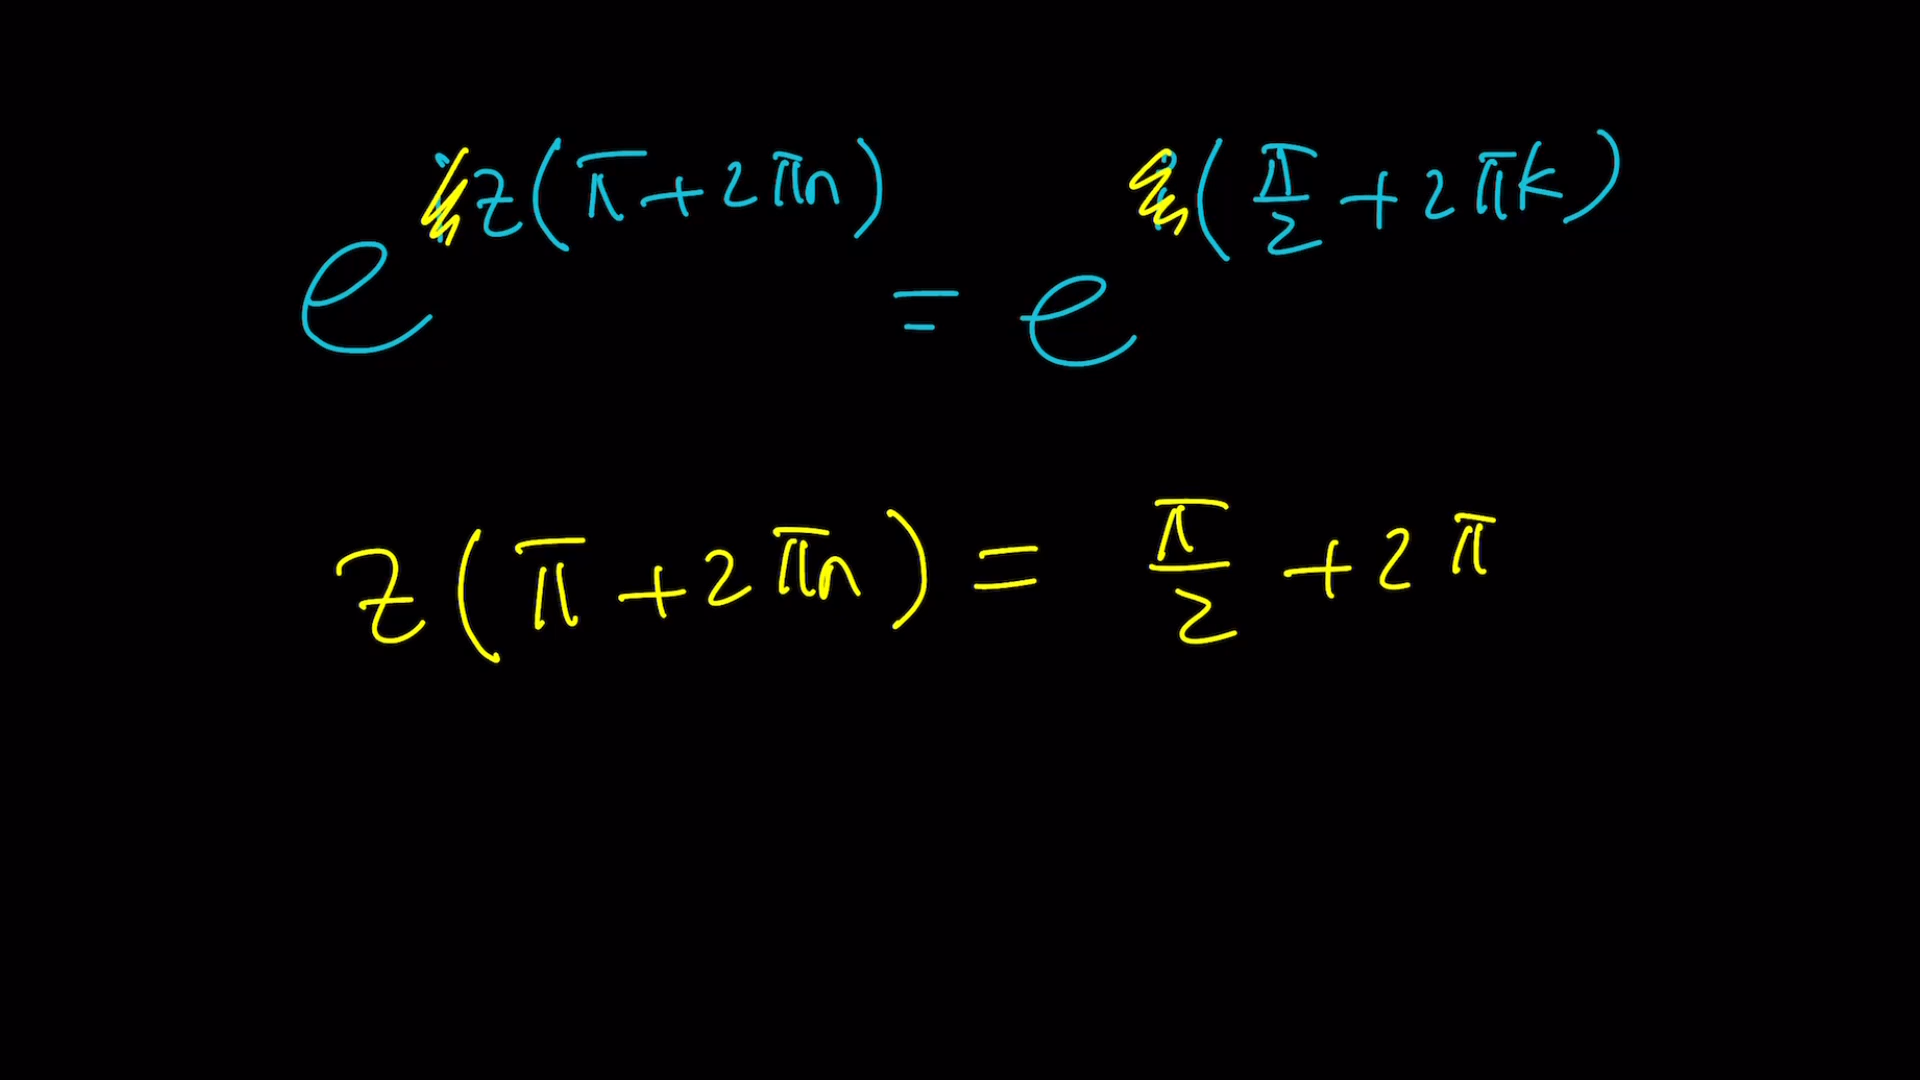 e^{iz(π+2πn)} = e^{i(π/2+2πk)}
z(π+2πn) = π/2 + 2π